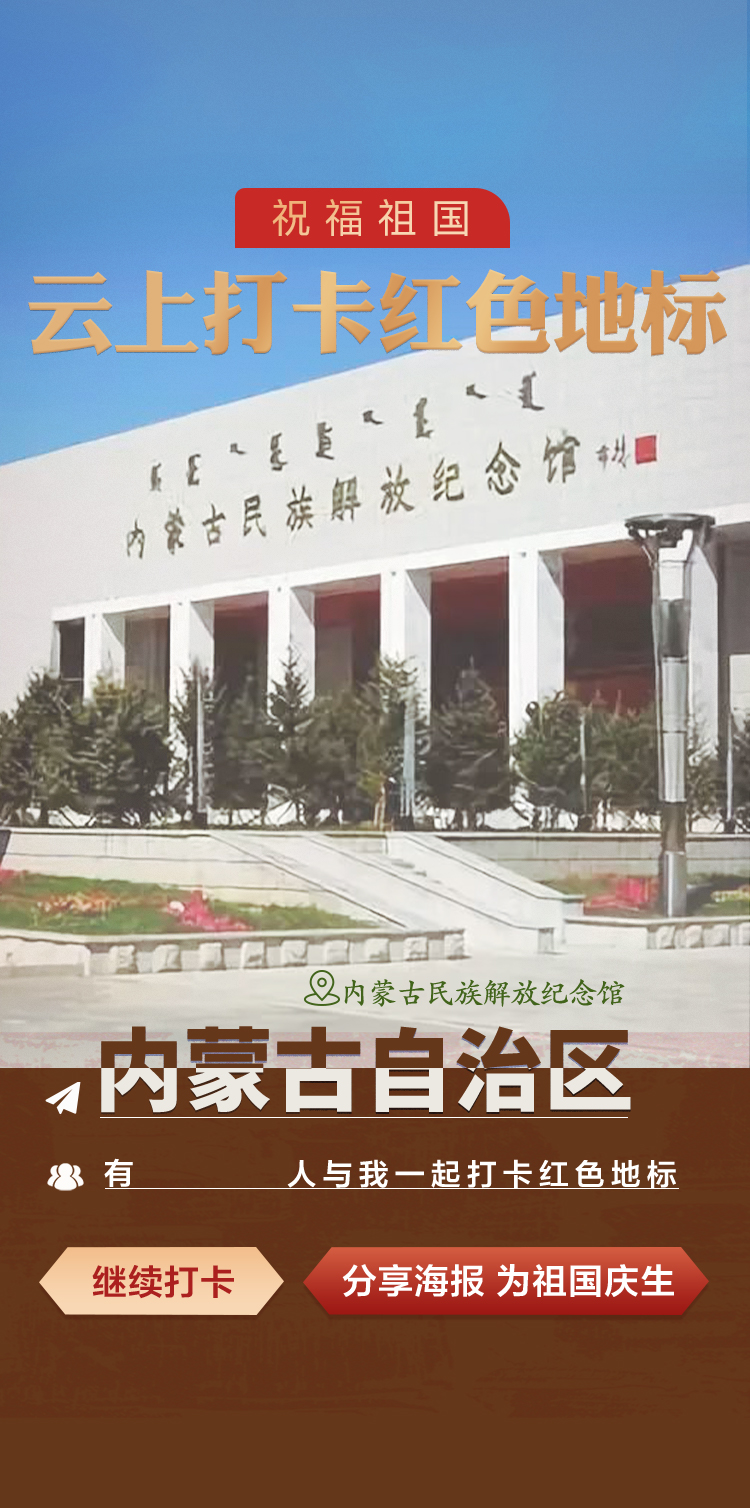 祝福祖国
云上打卡红色地标
内蒙古民族解放纪念馆
内蒙古民族解放纪念馆
内蒙古自治区
有 人与我一起打卡红色地标
继续打卡
分享海报 为祖国庆生